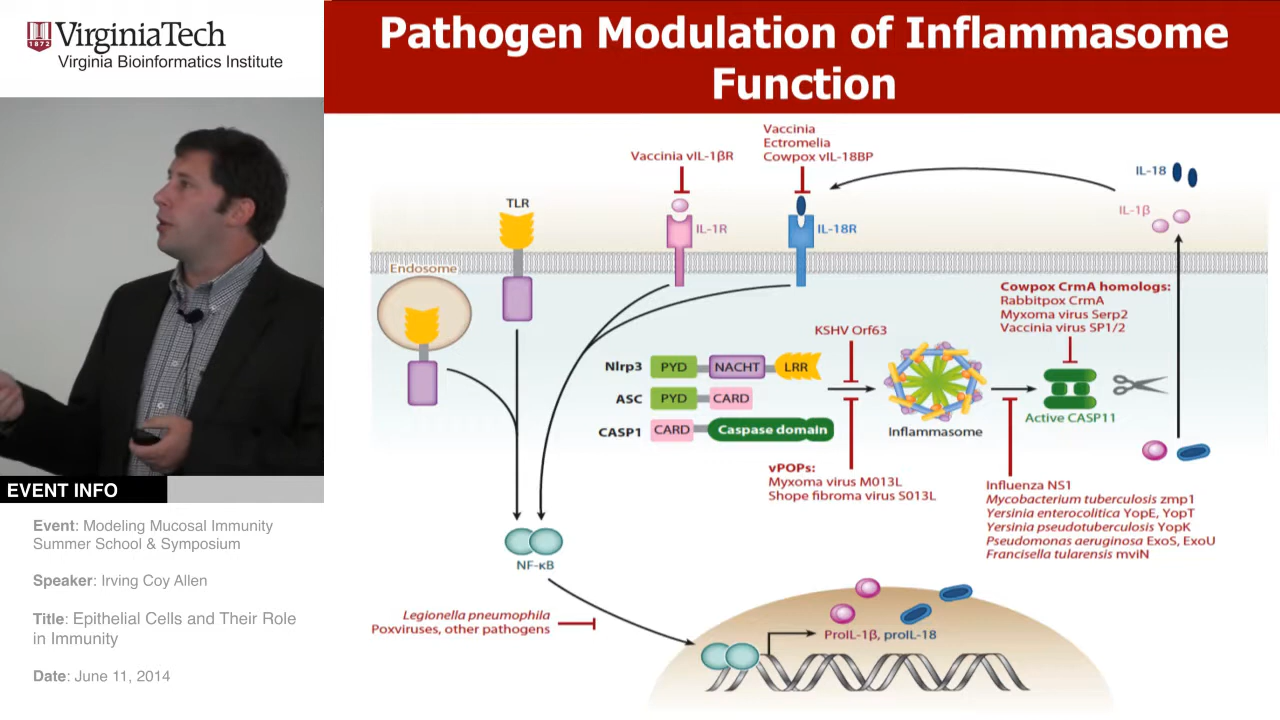 VirginiaTech
1872
Virginia Bioinformatics Institute
Pathogen Modulation of Inflammasome
Function
Vaccinia
Ectromelia
Cowpox vIL-18BP
Vaccinia vIL-1βR
IL-18
IL-1β
TLR
IL-1R
IL-18R
Endosome
Cowpox CrmA homologs:
Rabbitpox CrmA
Myxoma virus Serp2
Vaccinia virus SP1/2
KSHV Orf63
Nlrp3 PYD NACHT LRR
ASC PYD CARD
CASP1 CARD Caspase domain
Inflammasome
Active CASP11
vPOPs:
Myxoma virus M013L
Shope fibroma virus S013L
Influenza NS1
Mycobacterium tuberculosis zmp1
Yersinia enterocolitica YopE, YopT
Yersinia pseudotuberculosis YopK
Pseudomonas aeruginosa ExoS, ExoU
Francisella tularensis mviN
NF-κB
Legionella pneumophila
Poxviruses, other pathogens
ProIL-1β, proIL-18
EVENT INFO
Event: Modeling Mucosal Immunity
Summer School & Symposium
Speaker: Irving Coy Allen
Title: Epithelial Cells and Their Role
in Immunity
Date: June 11, 2014